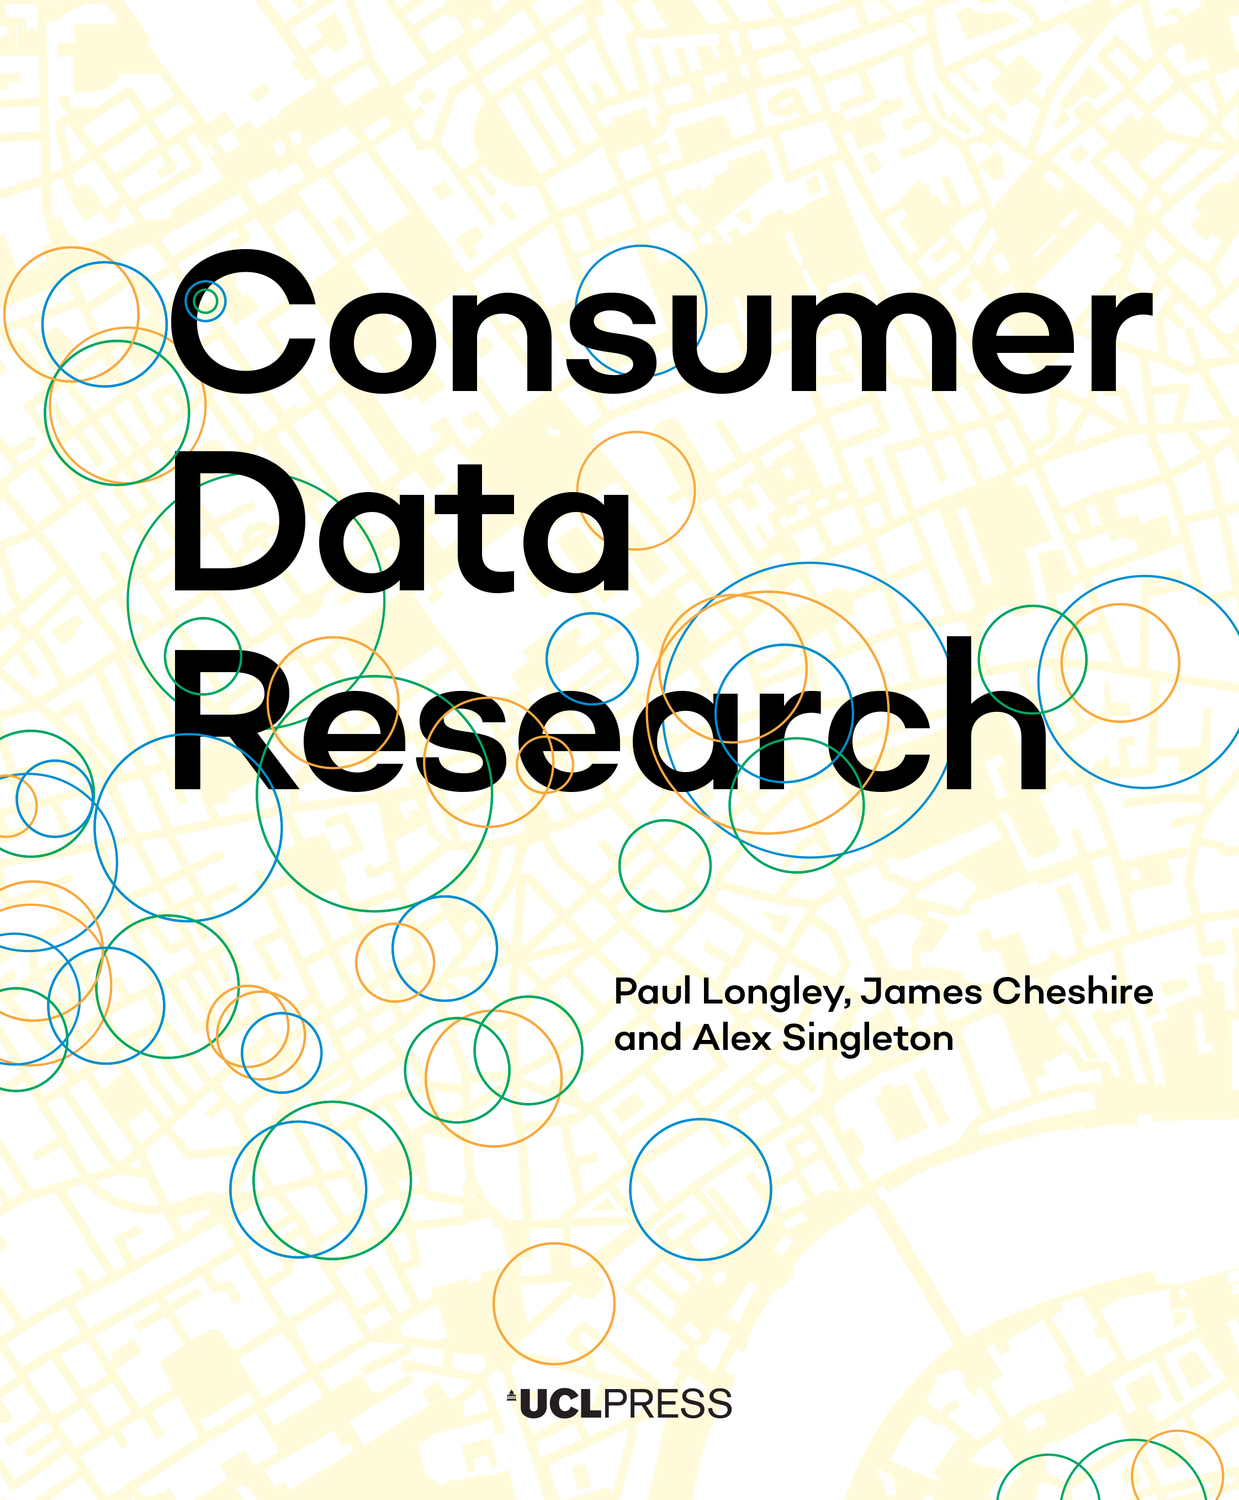 Consumer
Data
Research
Paul Longley, James Cheshire
and Alex Singleton
UCLPRESS